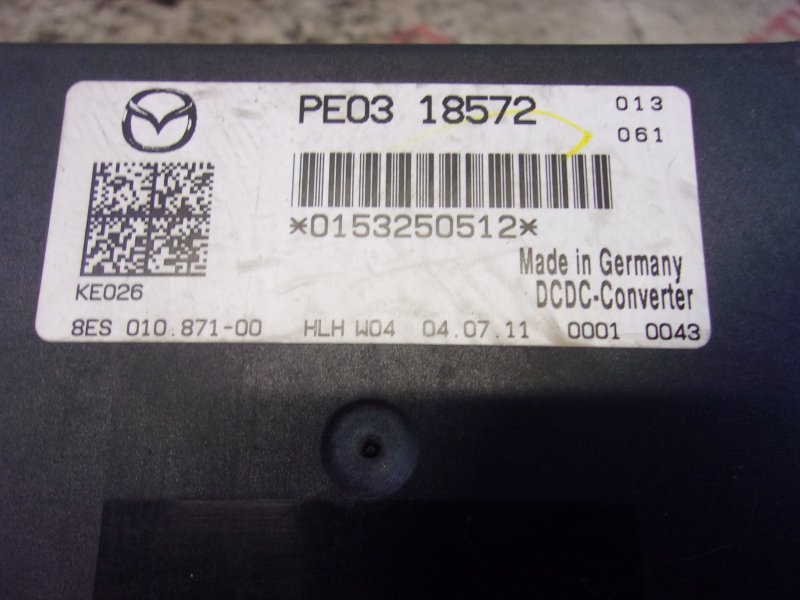 PE03 18572 013
061
*0153250512*
Made in Germany
DCDC-Converter
KE026
8ES 010.871-00 HLH W04 04.07.11 0001 0043